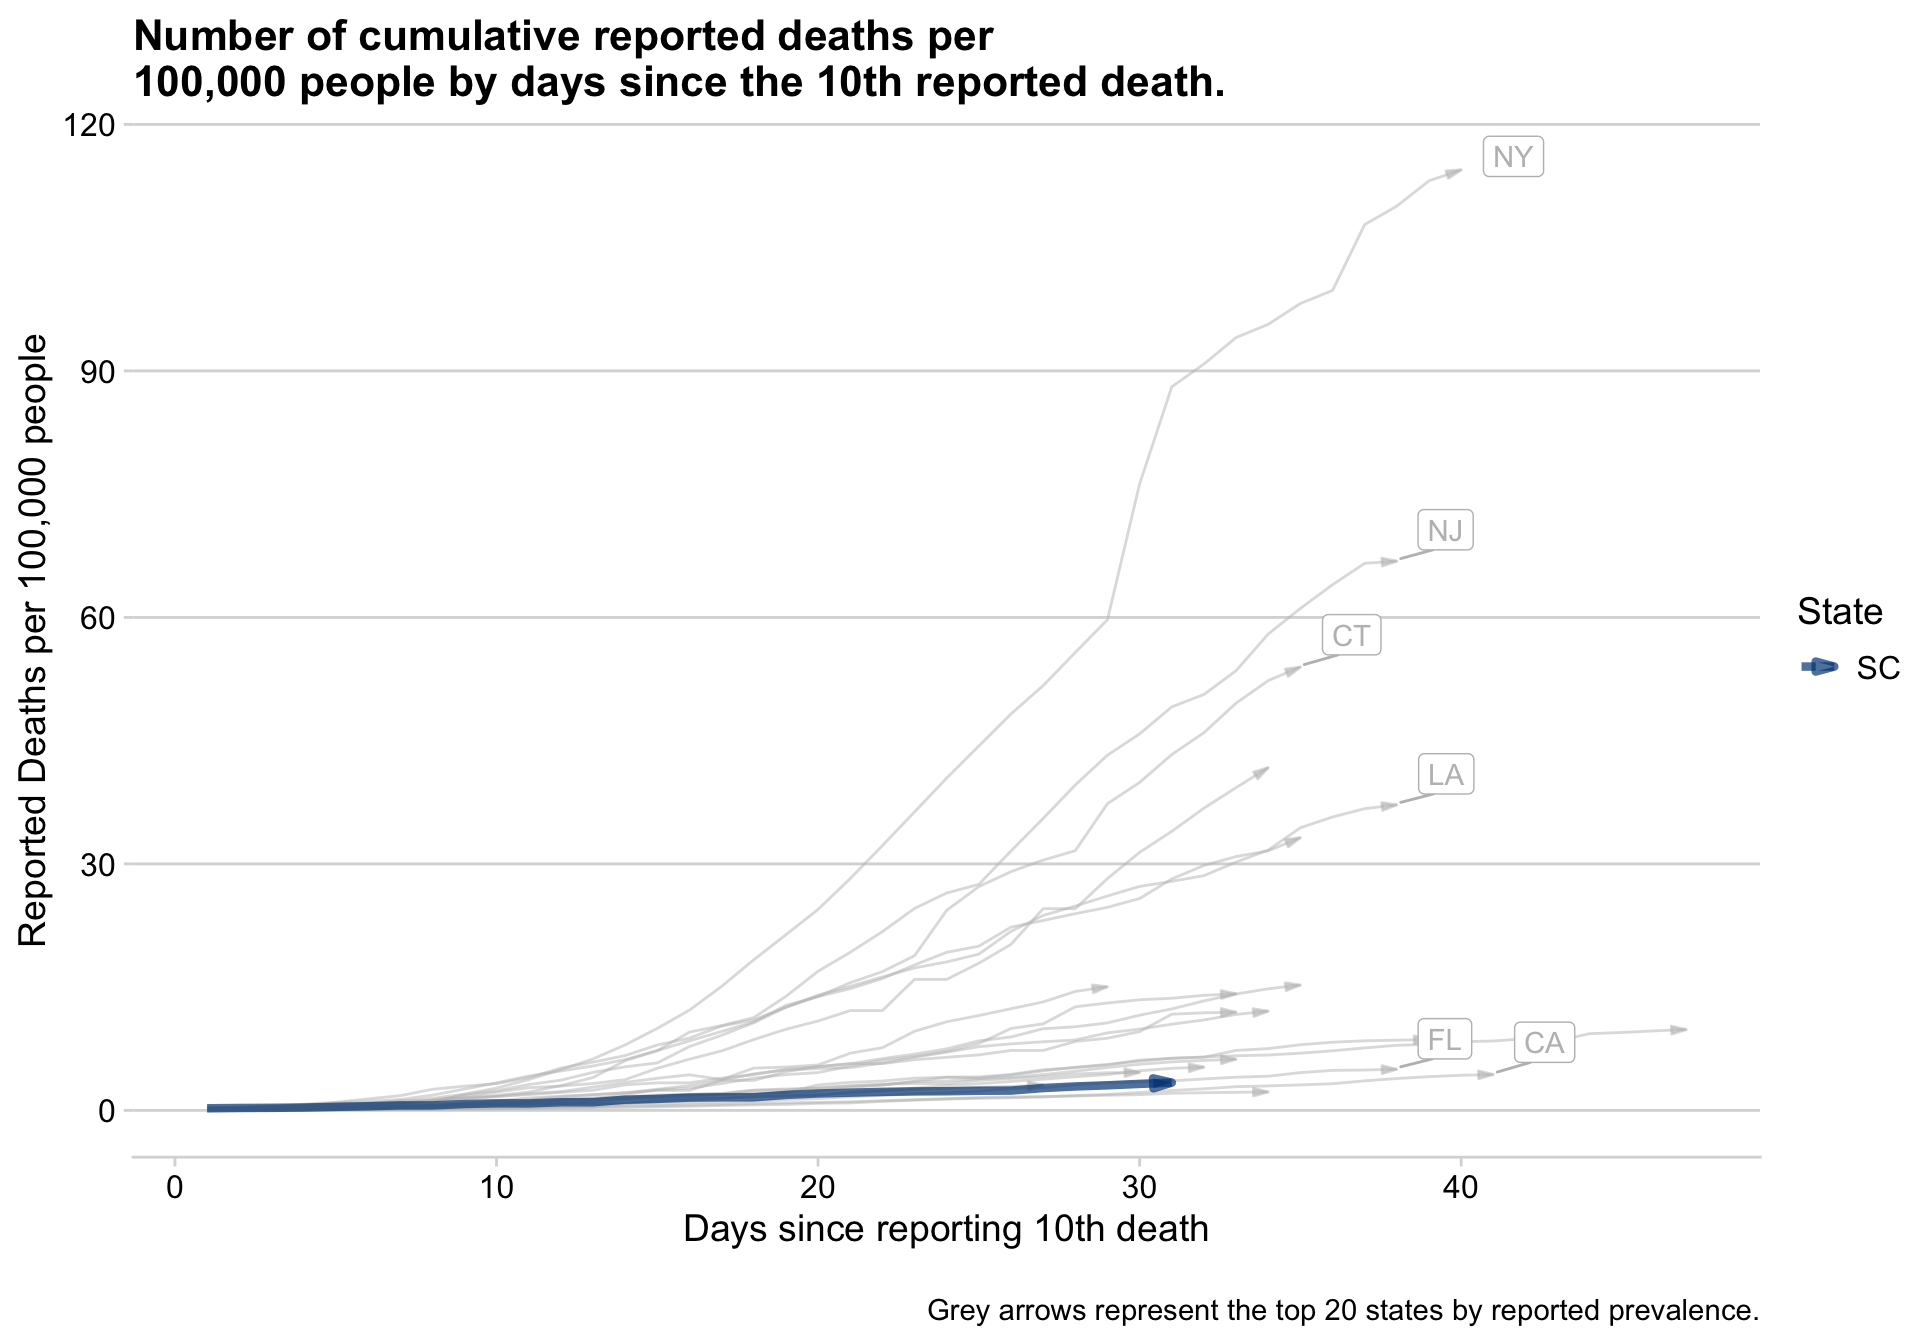 Number of cumulative reported deaths per
100,000 people by days since the 10th reported death.
120
90
60
30
0
Reported Deaths per 100,000 people
NY
NJ
CT
LA
FL
CA
State
SC
0 10 20 30 40
Days since reporting 10th death
Grey arrows represent the top 20 states by reported prevalence.